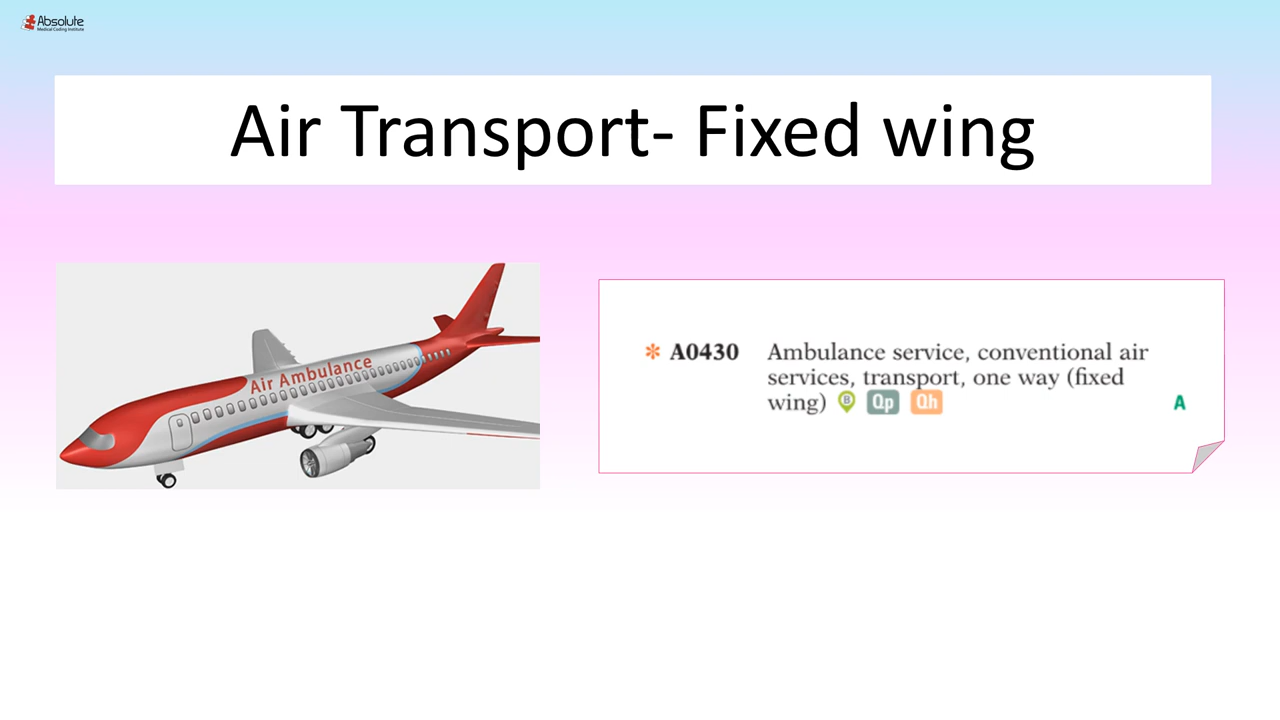 Absolute
Medical Coding Institute
Air Transport- Fixed wing
Air Ambulance
* A0430 Ambulance service, conventional air
services, transport, one way (fixed
wing) B Qp Qh A